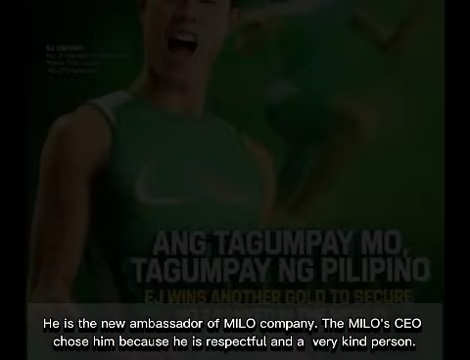 ANG TAGUMPAY MO,
TAGUMPAY NG PILIPINO
EJ WINS ANOTHER GOLD TO SECURE
He is the new ambassador of MILO company. The MILO's CEO
chose him because he is respectful and a very kind person.